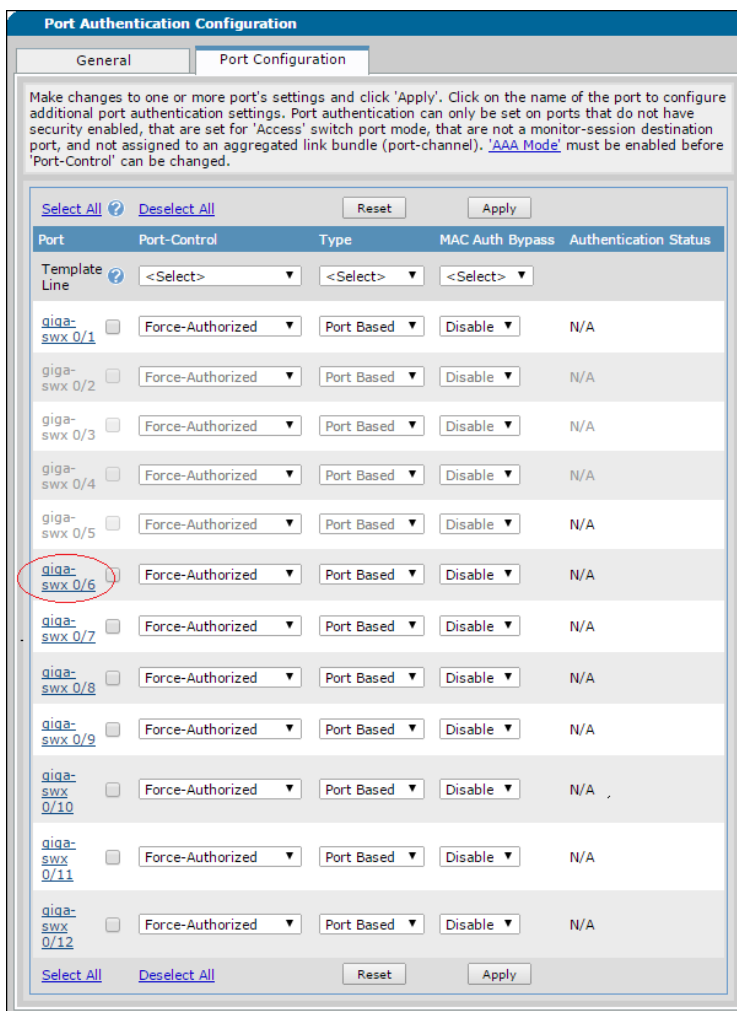 Port Authentication Configuration
General Port Configuration
Make changes to one or more port's settings and click 'Apply'. Click on the name of the port to configure
additional port authentication settings. Port authentication can only be set on ports that do not have
security enabled, that are set for 'Access' switch port mode, that are not a monitor-session destination
port, and not assigned to an aggregated link bundle (port-channel). 'AAA Mode' must be enabled before
'Port-Control' can be changed.
Select All ? Deselect All Reset Apply
Port Port-Control Type MAC Auth Bypass Authentication Status
Template
Line ? <Select> <Select> <Select>
giga-
swx 0/1 Force-Authorized Port Based Disable N/A
giga-
swx 0/2 Force-Authorized Port Based Disable N/A
giga-
swx 0/3 Force-Authorized Port Based Disable N/A
giga-
swx 0/4 Force-Authorized Port Based Disable N/A
giga-
swx 0/5 Force-Authorized Port Based Disable N/A
giga-
swx 0/6 Force-Authorized Port Based Disable N/A
giga-
swx 0/7 Force-Authorized Port Based Disable N/A
giga-
swx 0/8 Force-Authorized Port Based Disable N/A
giga-
swx 0/9 Force-Authorized Port Based Disable N/A
giga-
swx
0/10 Force-Authorized Port Based Disable N/A
giga-
swx
0/11 Force-Authorized Port Based Disable N/A
giga-
swx
0/12 Force-Authorized Port Based Disable N/A
Select All Deselect All Reset Apply